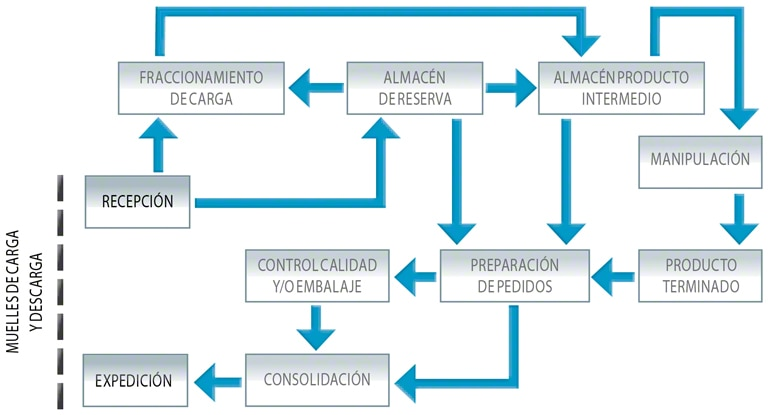 FRACCIONAMIENTO
DE CARGA
ALMACÉN
DE RESERVA
ALMACÉN PRODUCTO
INTERMEDIO
MANIPULACIÓN
RECEPCIÓN
MUELLES DE CARGA
Y DESCARGA
CONTROL CALIDAD
Y/O EMBALAJE
PREPARACIÓN
DE PEDIDOS
PRODUCTO
TERMINADO
EXPEDICIÓN
CONSOLIDACIÓN